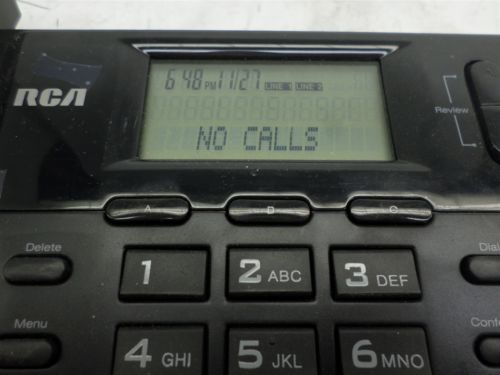 6:48 PM 11/27 LINE 1 LINE 2
RCA
Review
NO CALLS
A B C
Delete
1 2 ABC 3 DEF
Menu
4 GHI 5 JKL 6 MNO